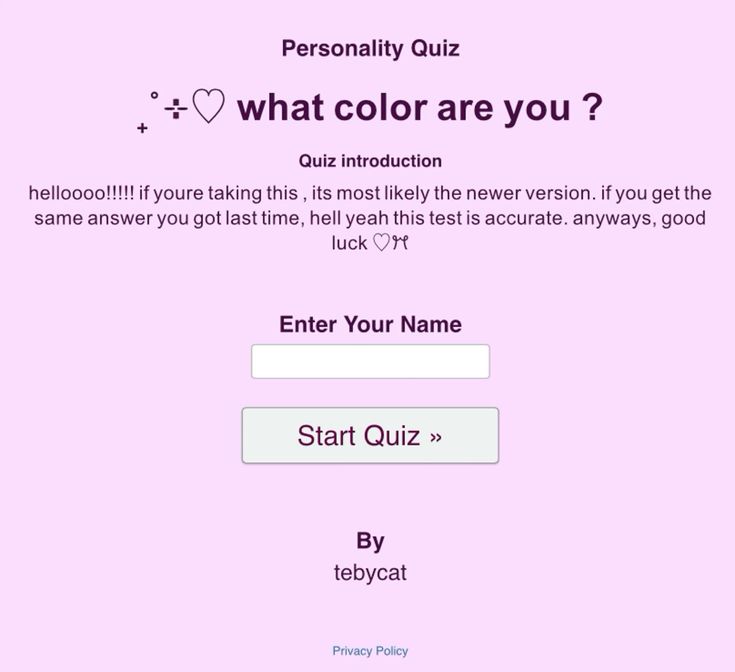 Personality Quiz
₊˚⊹♡ what color are you ?
Quiz introduction
helloooo!!!!! if youre taking this , its most likely the newer version. if you get the
same answer you got last time, hell yeah this test is accurate. anyways, good
luck ♡🎀
Enter Your Name
Start Quiz »
By
tebycat
Privacy Policy